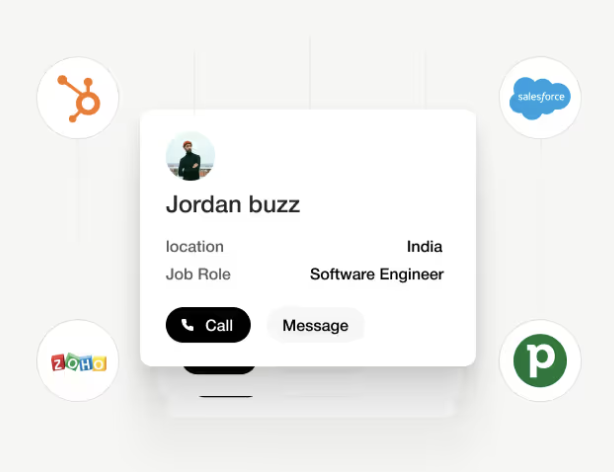 salesforce
Jordan buzz
location India
Job Role Software Engineer
Call Message
ZOHO
p